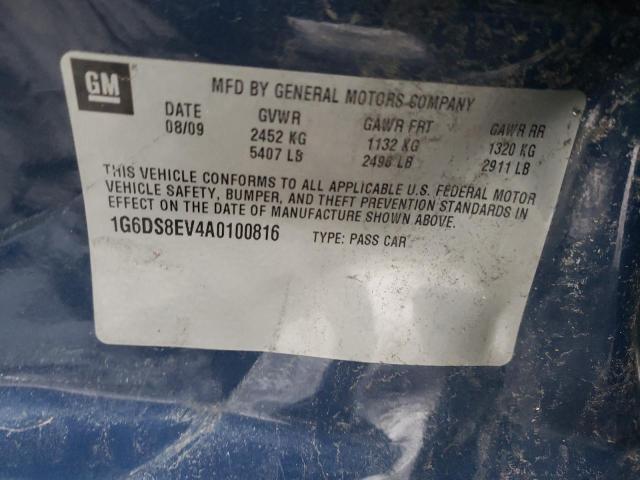 GM
MFD BY GENERAL MOTORS COMPANY
DATE GVWR GAWR FRT GAWR RR
08/09 2452 KG 1132 KG 1320 KG
5407 LB 2496 LB 2911 LB
THIS VEHICLE CONFORMS TO ALL APPLICABLE U.S. FEDERAL MOTOR
VEHICLE SAFETY, BUMPER, AND THEFT PREVENTION STANDARDS IN
EFFECT ON THE DATE OF MANUFACTURE SHOWN ABOVE.
1G6DS8EV4A0100816 TYPE: PASS CAR